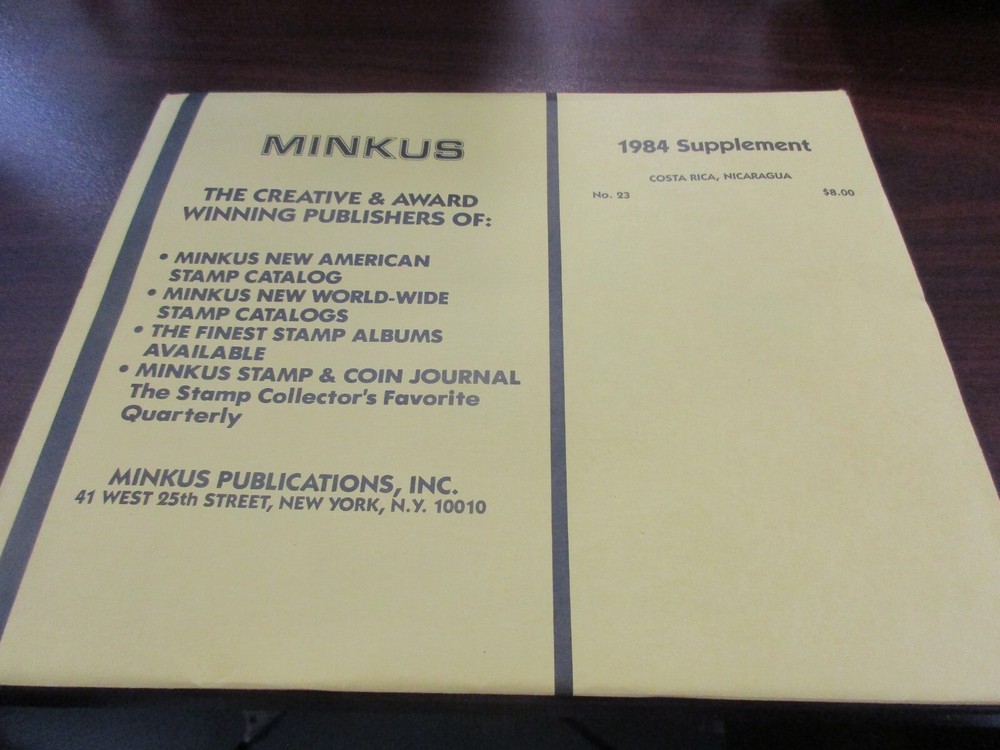 MINKUS
THE CREATIVE & AWARD
WINNING PUBLISHERS OF:
• MINKUS NEW AMERICAN
STAMP CATALOG
• MINKUS NEW WORLD-WIDE
STAMP CATALOGS
• THE FINEST STAMP ALBUMS
AVAILABLE
• MINKUS STAMP & COIN JOURNAL
The Stamp Collector's Favorite
Quarterly
MINKUS PUBLICATIONS, INC.
41 WEST 25th STREET, NEW YORK, N.Y. 10010
1984 Supplement
COSTA RICA, NICARAGUA
No. 23 $8.00